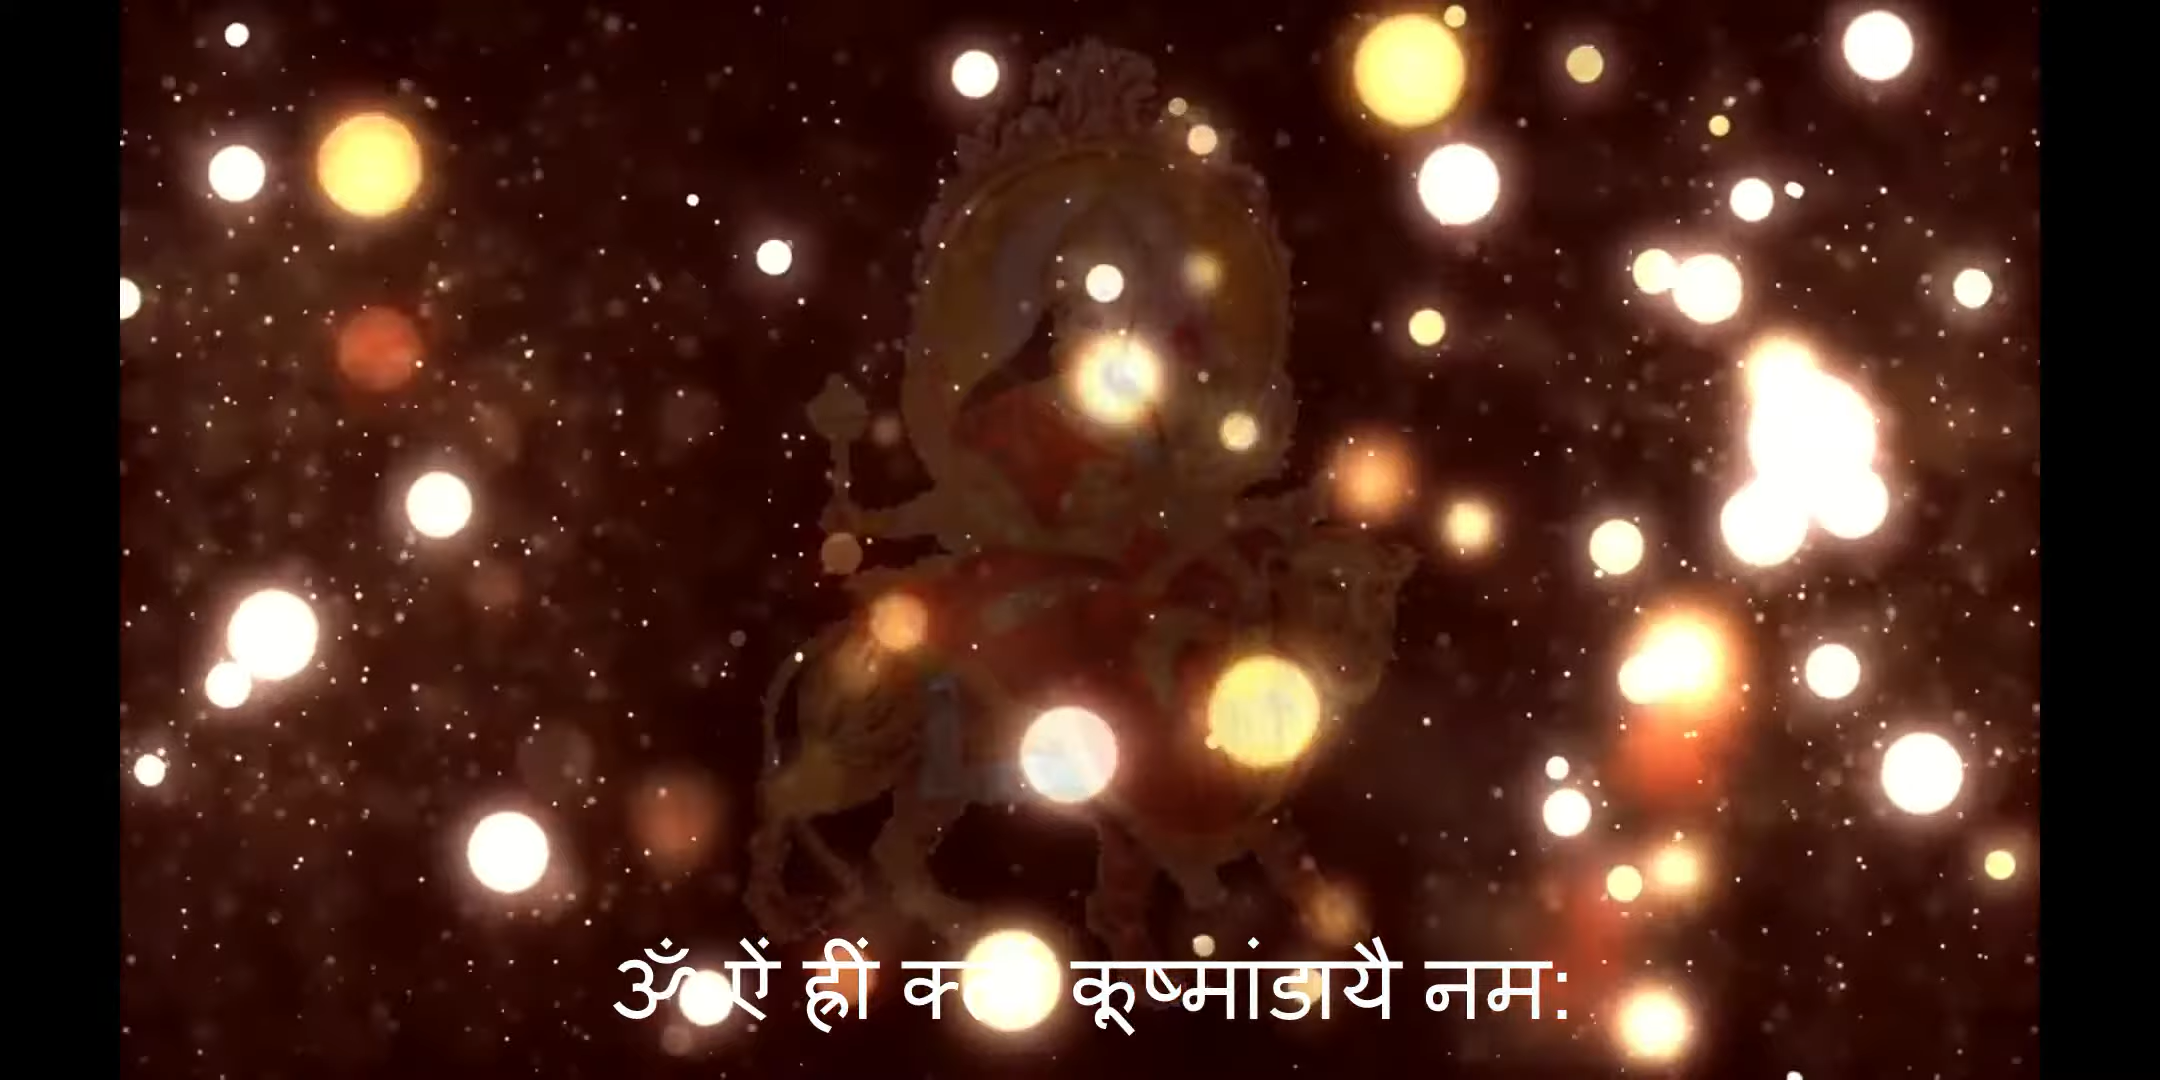 ॐ ऐं ह्रीं कूष्मांडायै नम: